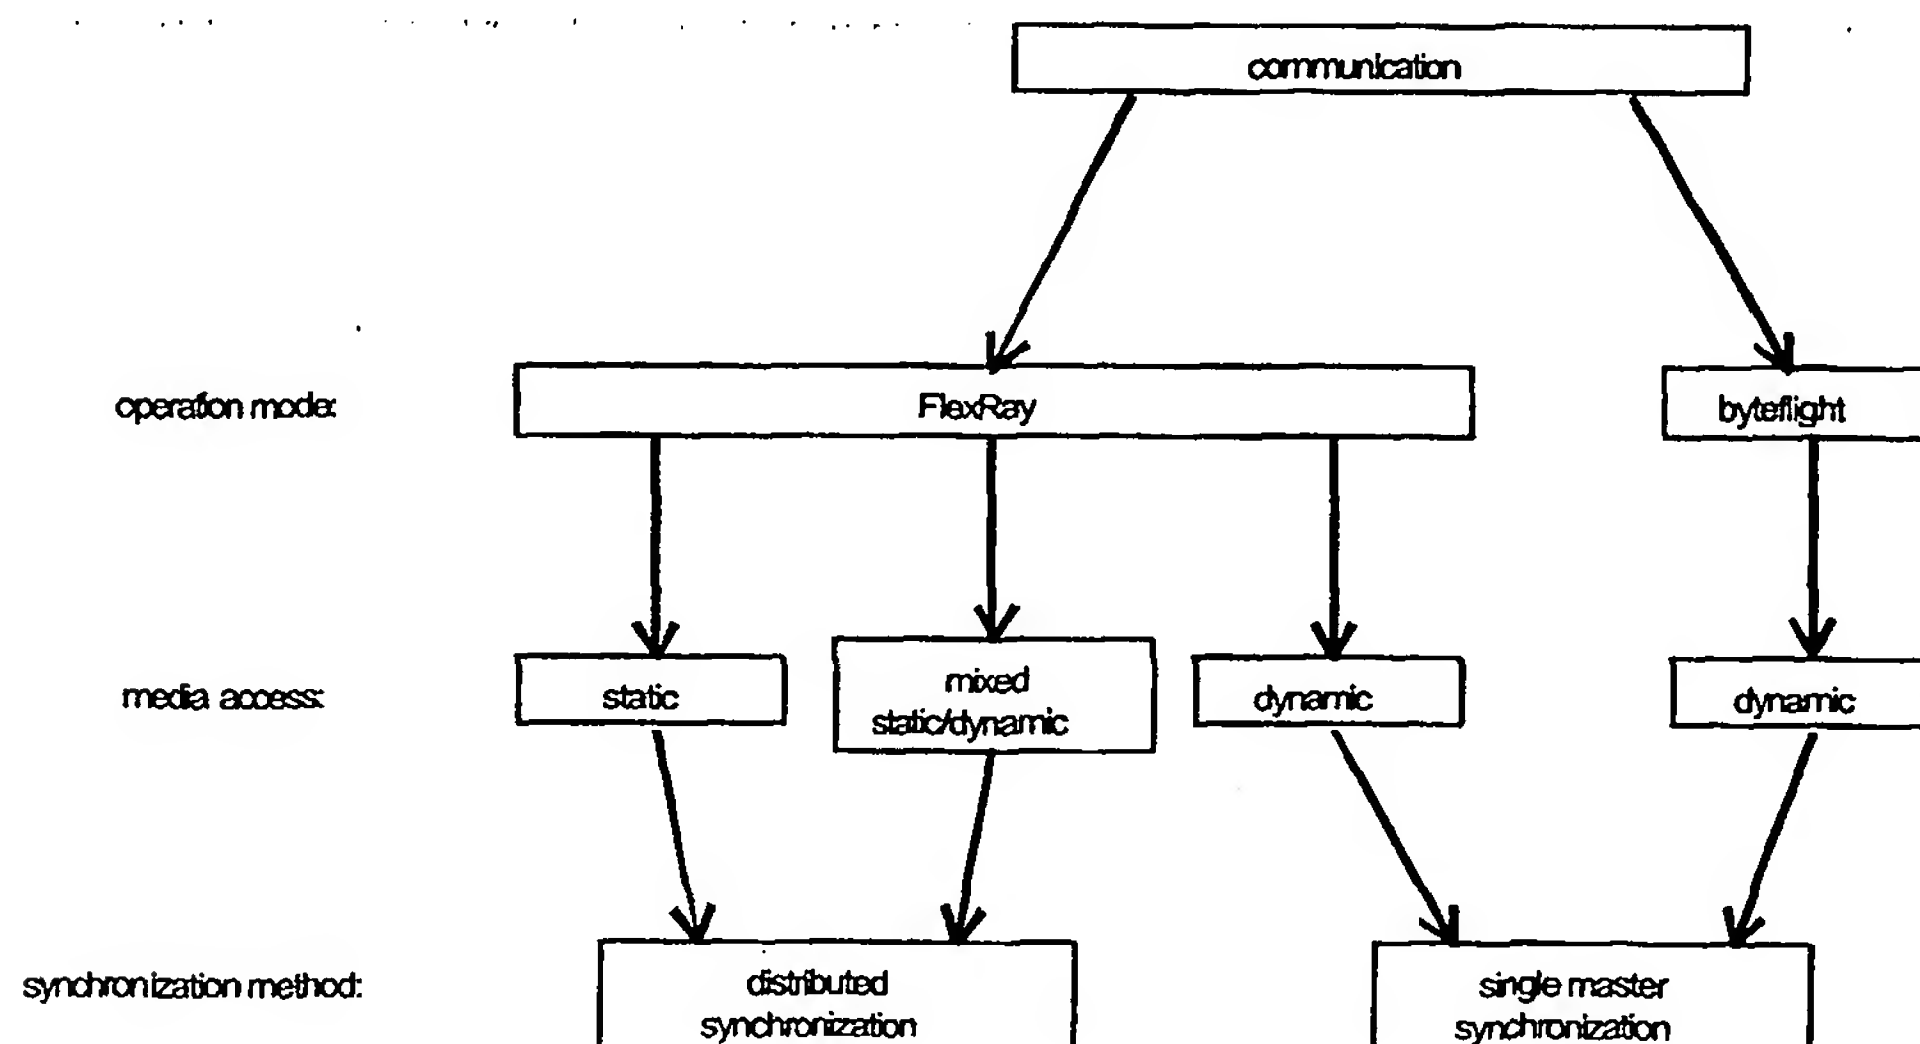 communication
operation mode:
FlexRay
byteflight
media access:
static
mixed
static/dynamic
dynamic
dynamic
synchronization method:
distributed
synchronization
single master
synchronization